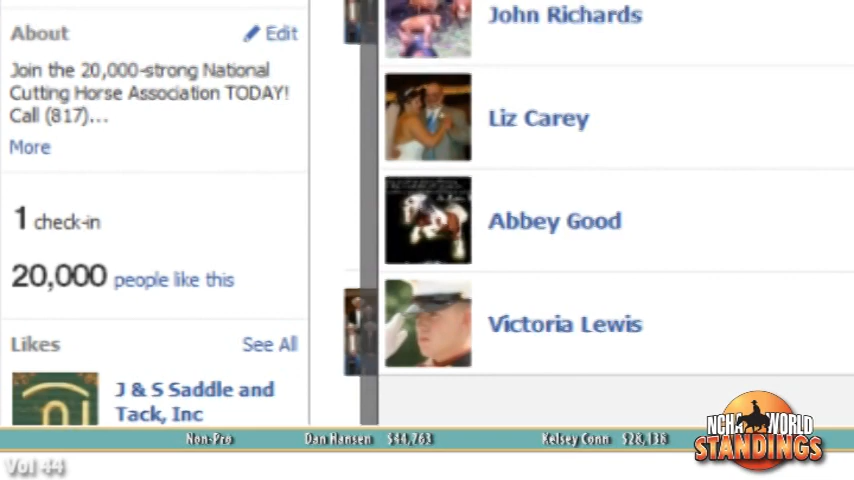 About
Edit
Join the 20,000-strong National
Cutting Horse Association TODAY!
Call (817)...
More
1 check-in
20,000 people like this
Likes
See All
J & S Saddle and
Tack, Inc
John Richards
Liz Carey
Abbey Good
Victoria Lewis
Non-Pro Dan Hansen $44,763 Kelsey Conn $28,138
NCHA WORLD
STANDINGS
Vol 44